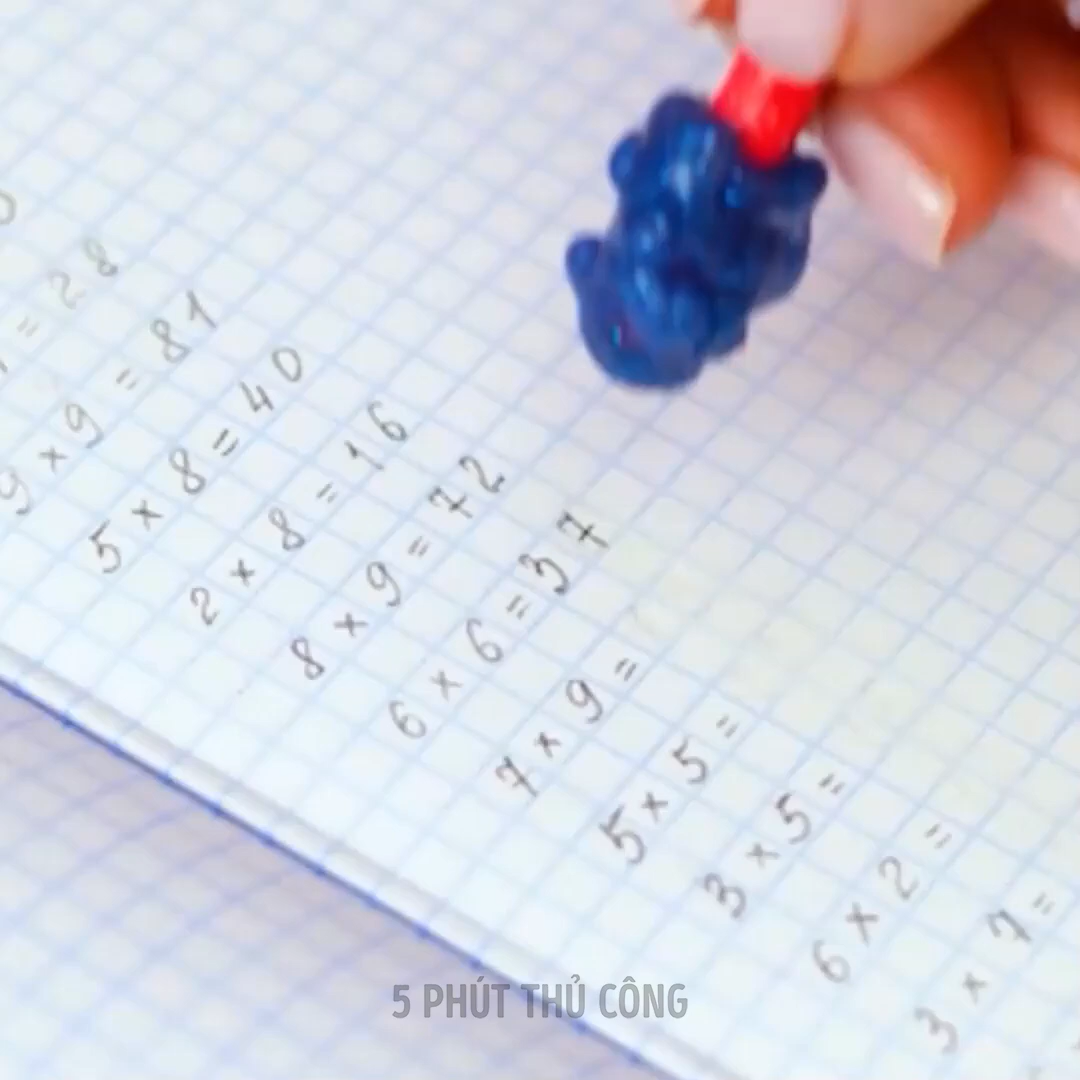 = 28
9 × 9 = 81
5 × 8 = 40
2 × 8 = 16
8 × 9 = 72
6 × 6 = 37
7 × 9 =
5 × 5 =
3 × 5 =
6 × 2 =
3 × 7 =
5 PHÚT THỦ CÔNG